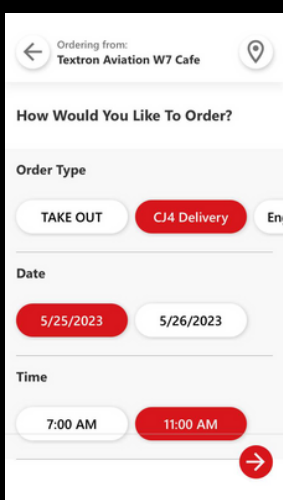 Ordering from:
Textron Aviation W7 Cafe
How Would You Like To Order?
Order Type
TAKE OUT
CJ4 Delivery
Date
5/25/2023
5/26/2023
Time
7:00 AM
11:00 AM